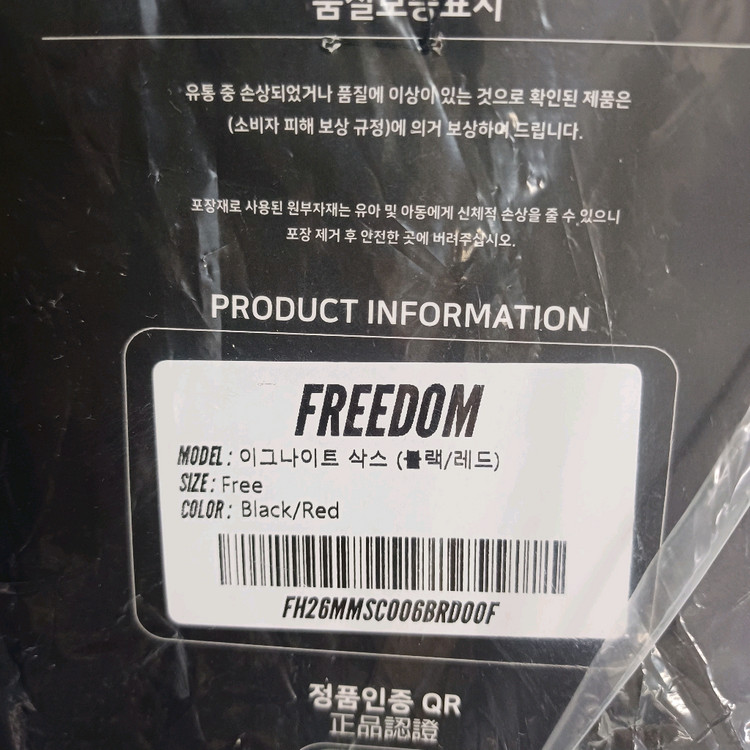 품질보증표시
유통 중 손상되었거나 품질에 이상이 있는 것으로 확인된 제품은
(소비자 피해 보상 규정)에 의거 보상하여 드립니다.
포장재로 사용된 원부자재는 유아 및 아동에게 신체적 손상을 줄 수 있으니
포장 제거 후 안전한 곳에 버려주십시오.
PRODUCT INFORMATION
FREEDOM
MODEL: 이그나이트 삭스 (블랙/레드)
SIZE: Free
COLOR: Black/Red
FH26MMSC006BRD00F
정품인증 QR
正品認證